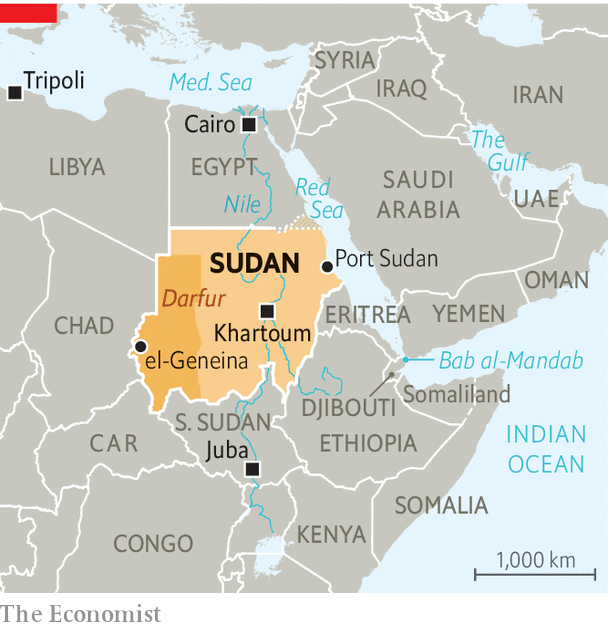 SYRIA
Tripoli
Med. Sea
IRAQ
IRAN
Cairo
The
Gulf
LIBYA
EGYPT
SAUDI
ARABIA
Red
Sea
UAE
Nile
SUDAN
Port Sudan
OMAN
Darfur
CHAD
Khartoum
ERITREA
YEMEN
el-Geneina
Bab al-Mandab
DJIBOUTI
Somaliland
S. SUDAN
CAR
ETHIOPIA
INDIAN
OCEAN
Juba
SOMALIA
KENYA
CONGO
1,000 km
The Economist